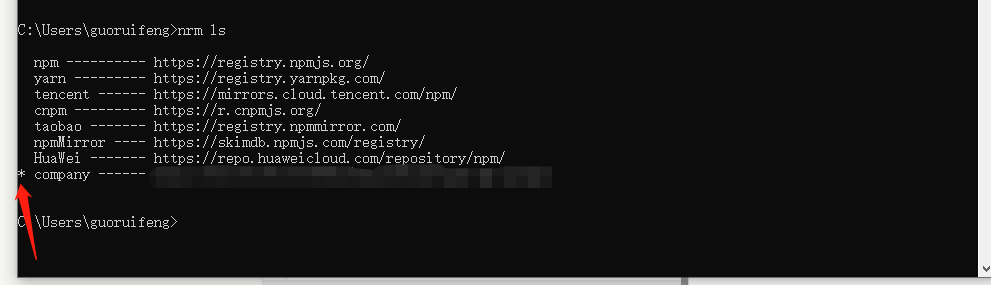 C:\Users\guoruifeng>nrm ls
npm ---------- https://registry.npmjs.org/
yarn --------- https://registry.yarnpkg.com/
tencent ------ https://mirrors.cloud.tencent.com/npm/
cnpm --------- https://r.cnpmjs.org/
taobao ------- https://registry.npmmirror.com/
npmMirror ---- https://skimdb.npmjs.com/registry/
HuaWei ------- https://repo.huaweicloud.com/repository/npm/
* company ------
C:\Users\guoruifeng>